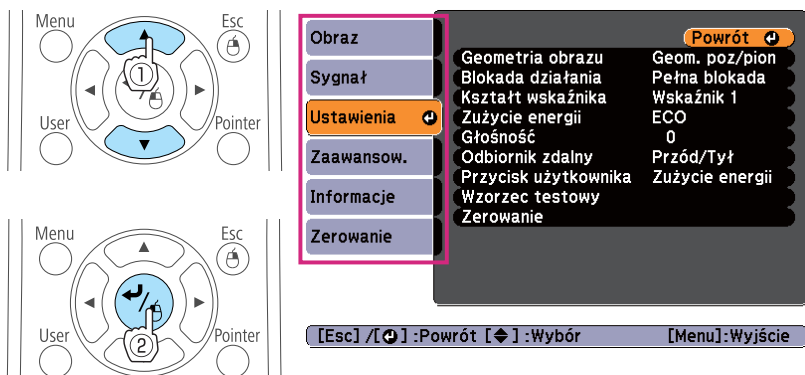 Menu
Esc
①
User
Pointer
Menu
Esc
User
Pointer
②
Obraz
Sygnał
Ustawienia
Zaawansow.
Informacje
Zerowanie
Powrót
Geometria obrazu Geom. poz/pion
Blokada działania Pełna blokada
Kształt wskaźnika Wskaźnik 1
Zużycie energii ECO
Głośność 0
Odbiornik zdalny Przód/Tył
Przycisk użytkownika Zużycie energii
Wzorzec testowy
Zerowanie
[Esc] /[⏎] :Powrót [◆] :Wybór [Menu]:Wyjście